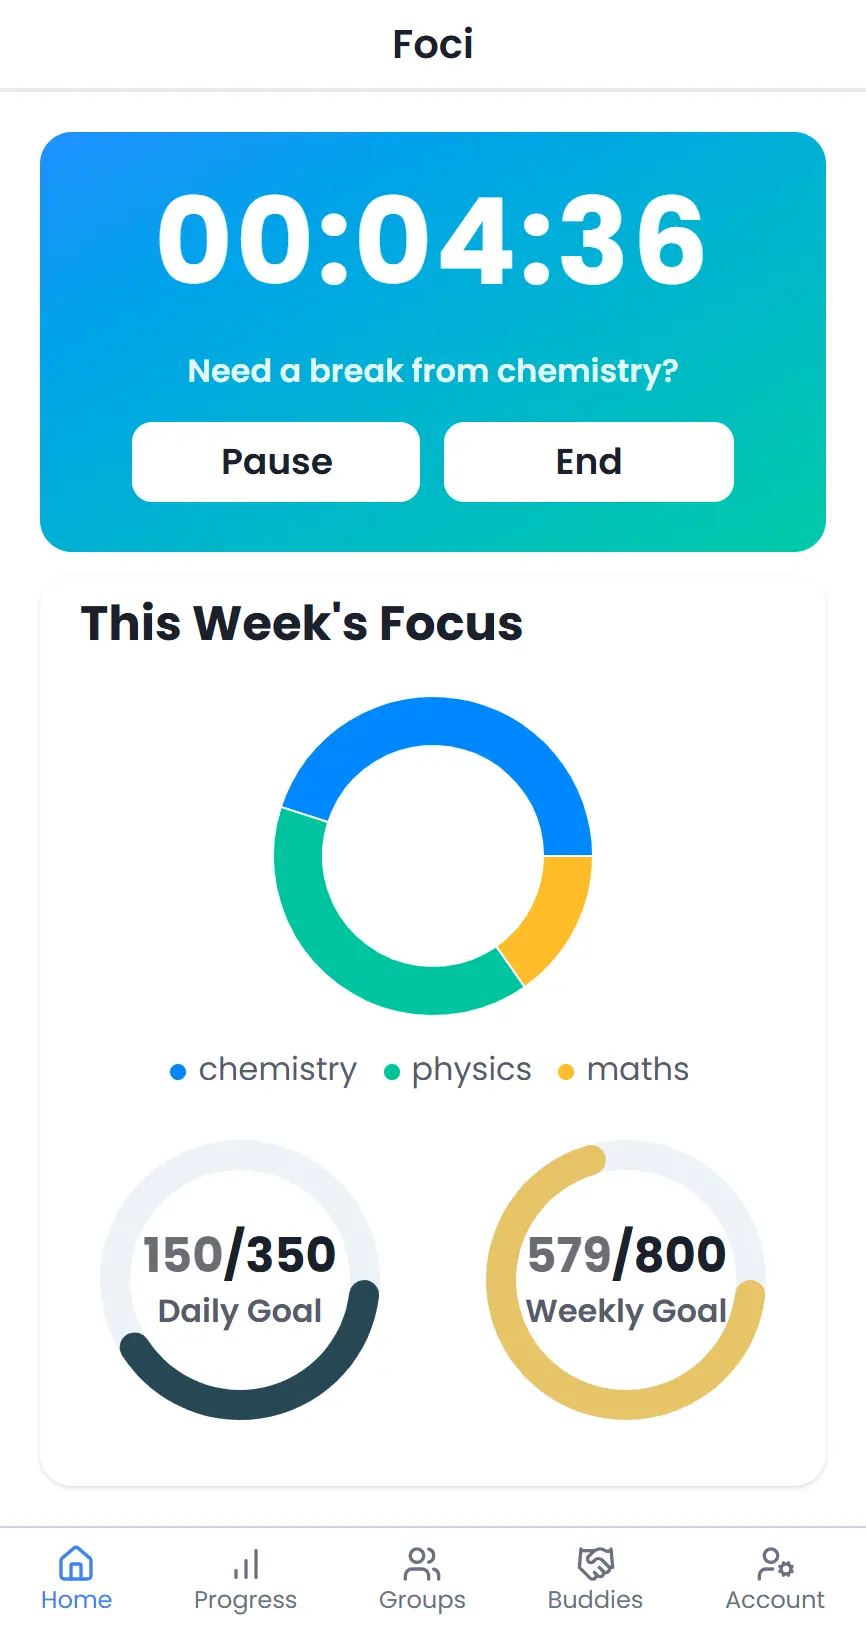 Foci
00:04:36
Need a break from chemistry?
Pause End
This Week's Focus
chemistry physics maths
150/350 579/800
Daily Goal Weekly Goal
Home Progress Groups Buddies Account